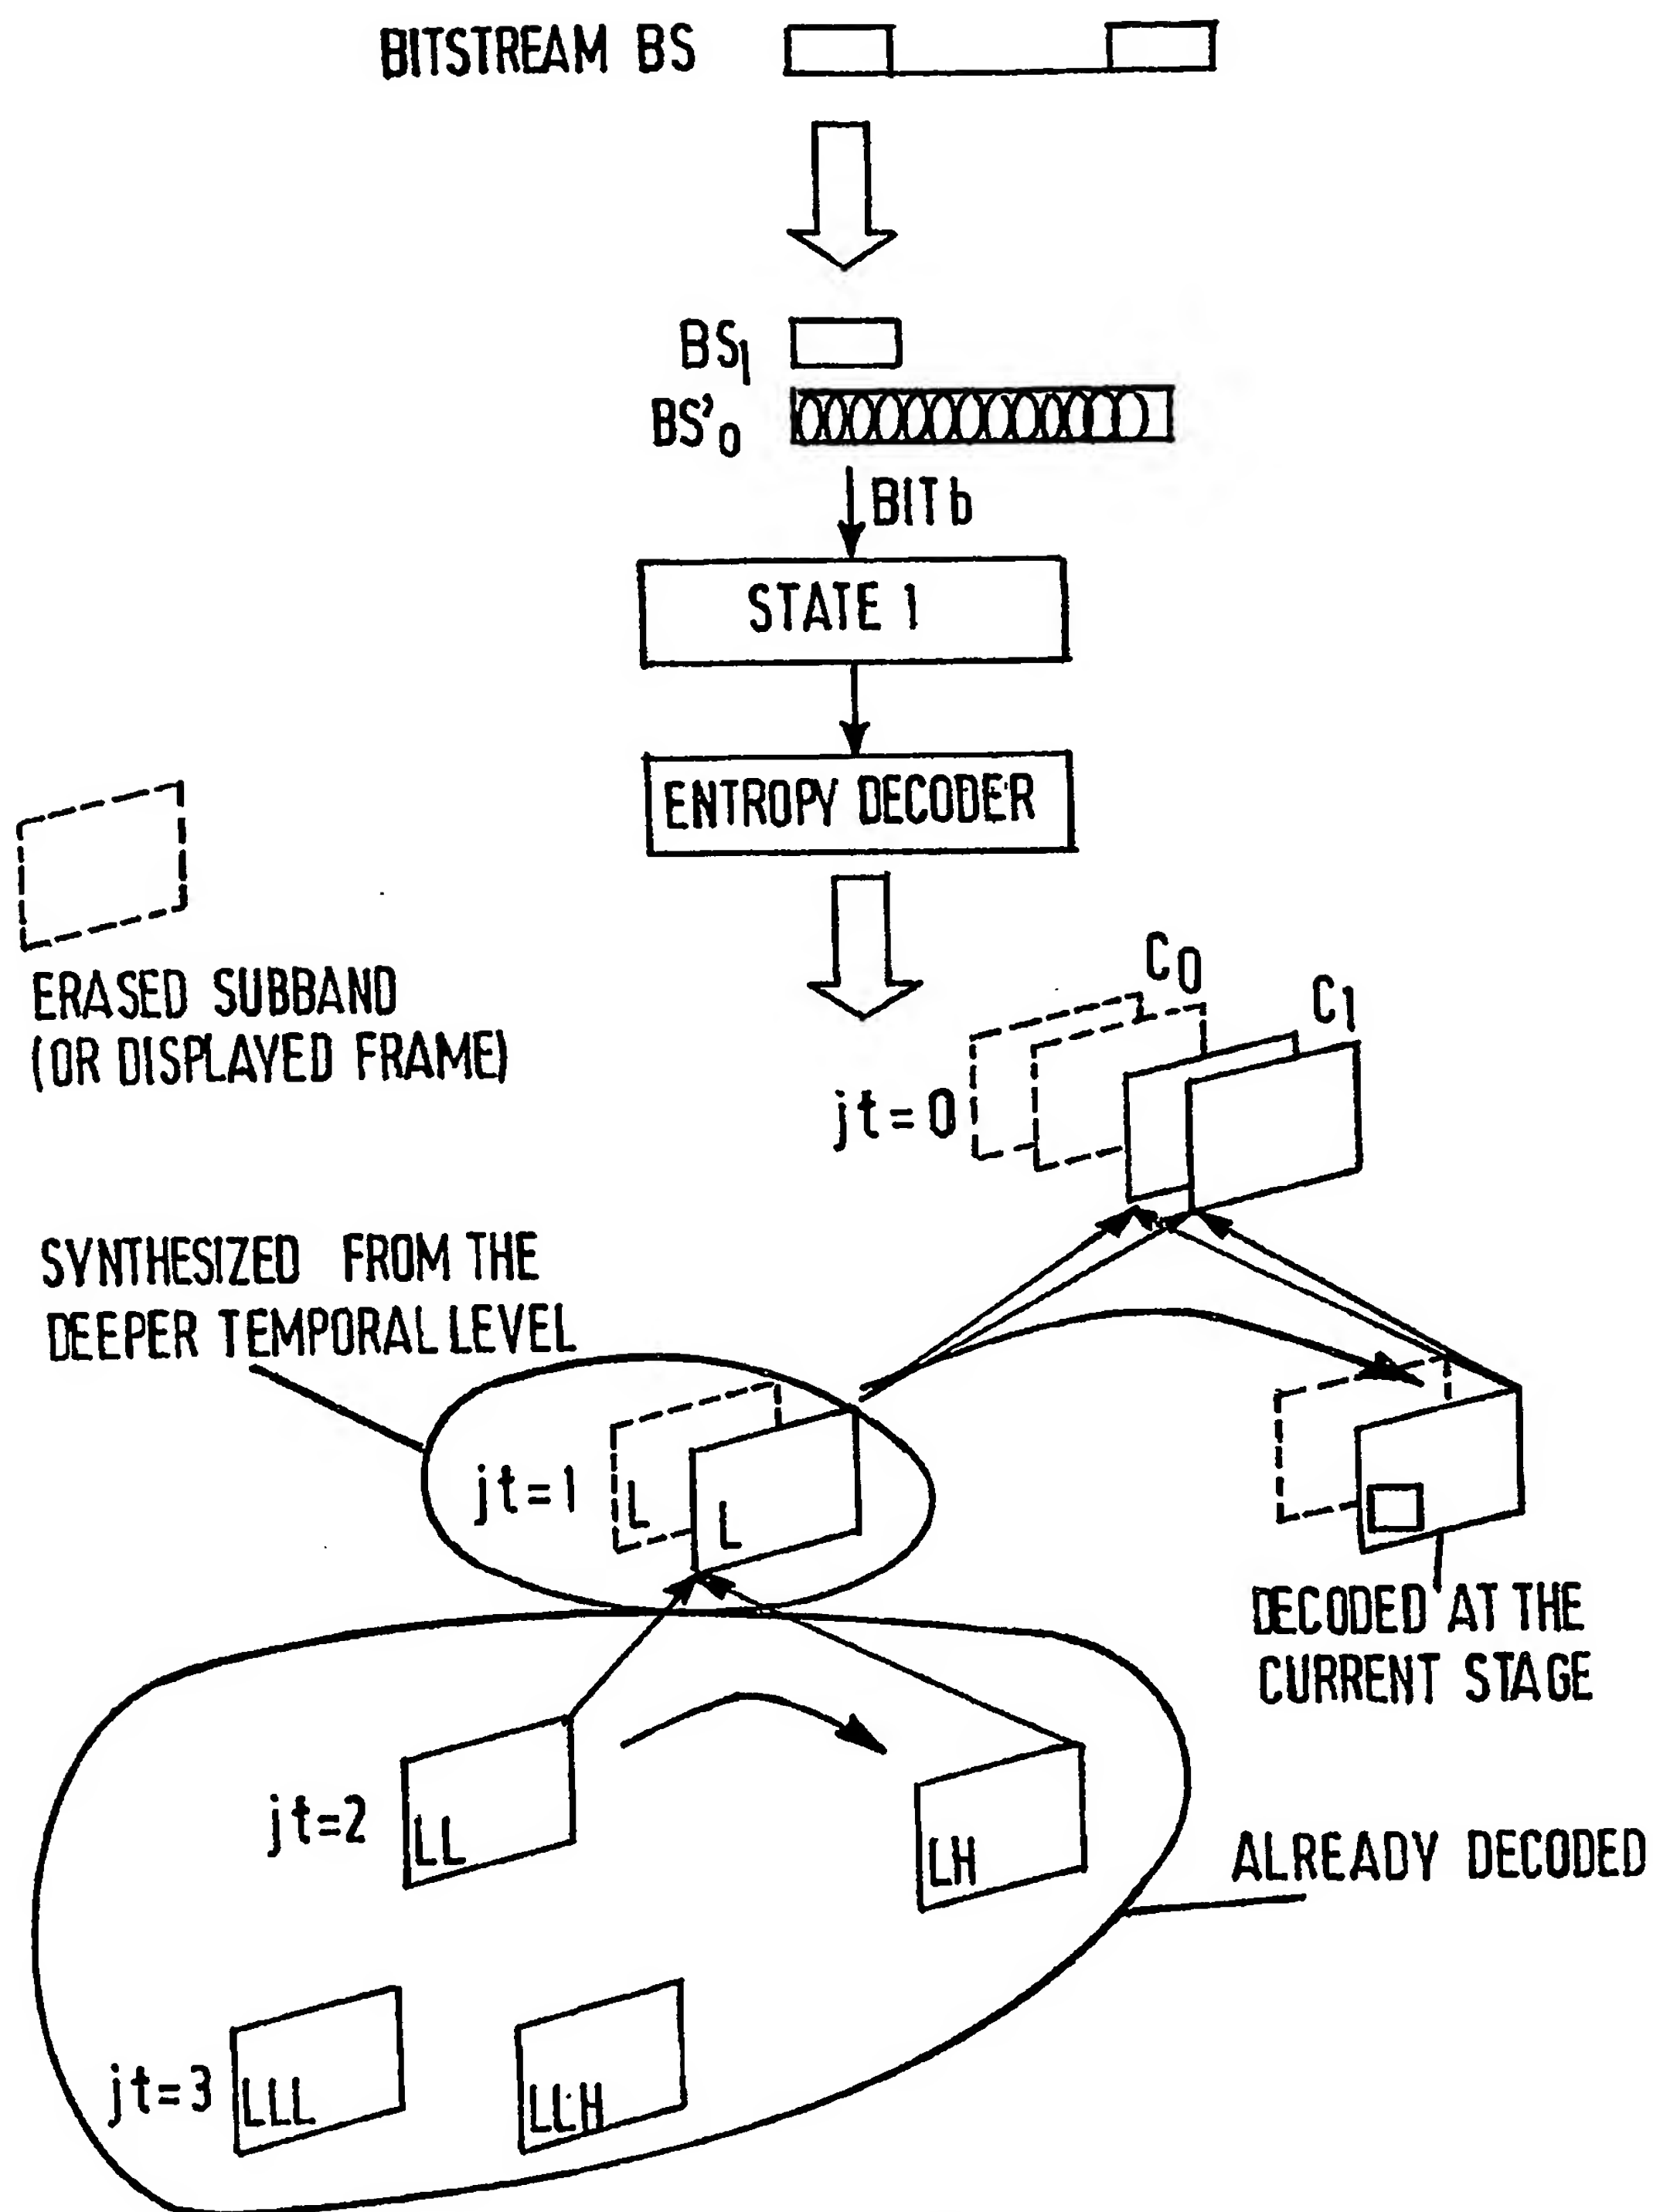 BITSTREAM BS
BS1
BS'0
BIT b
STATE 1
ENTROPY DECODER
ERASED SUBBAND
(OR DISPLAYED FRAME)
C0
C1
jt=0
SYNTHESIZED FROM THE
DEEPER TEMPORAL LEVEL
jt=1
L
L
DECODED AT THE
CURRENT STAGE
jt=2
LL
LH
ALREADY DECODED
jt=3
LLL
LLH